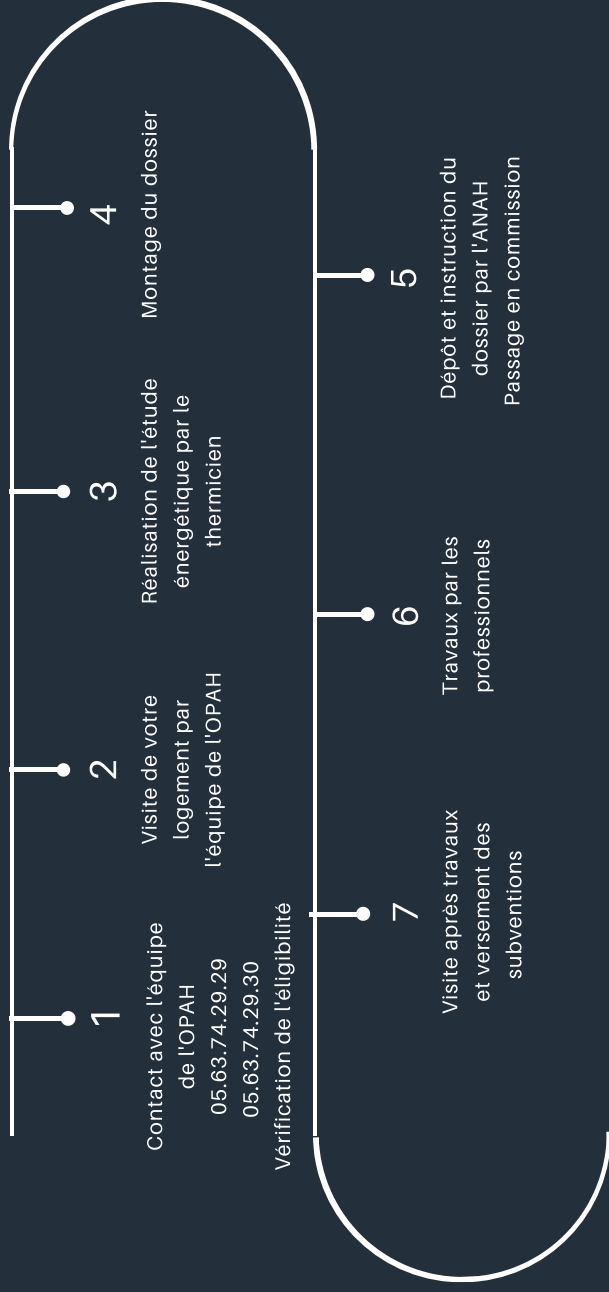 1
Contact avec l'équipe
de l'OPAH
05.63.74.29.29
05.63.74.29.30
Vérification de l'éligibilité
2
Visite de votre
logement par
l'équipe de l'OPAH
3
Réalisation de l'étude
énergétique par le
thermicien
4
Montage du dossier
5
Dépôt et instruction du
dossier par l'ANAH
Passage en commission
6
Travaux par les
professionnels
7
Visite après travaux
et versement des
subventions